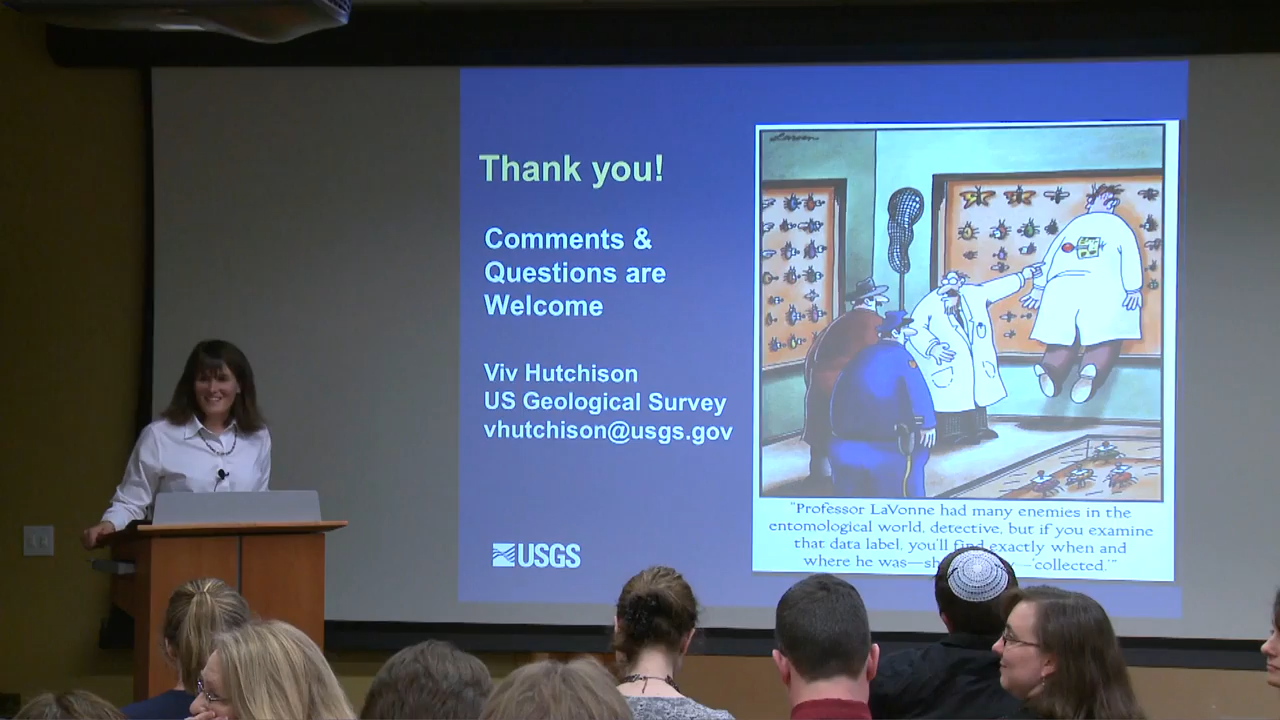 Thank you!
Comments &
Questions are
Welcome
Viv Hutchison
US Geological Survey
vhutchison@usgs.gov
USGS
Larson
"Professor LaVonne had many enemies in the
entomological world, detective, but if you examine
that data label, you'll find exactly when and
where he was—sh y—'collected.'"